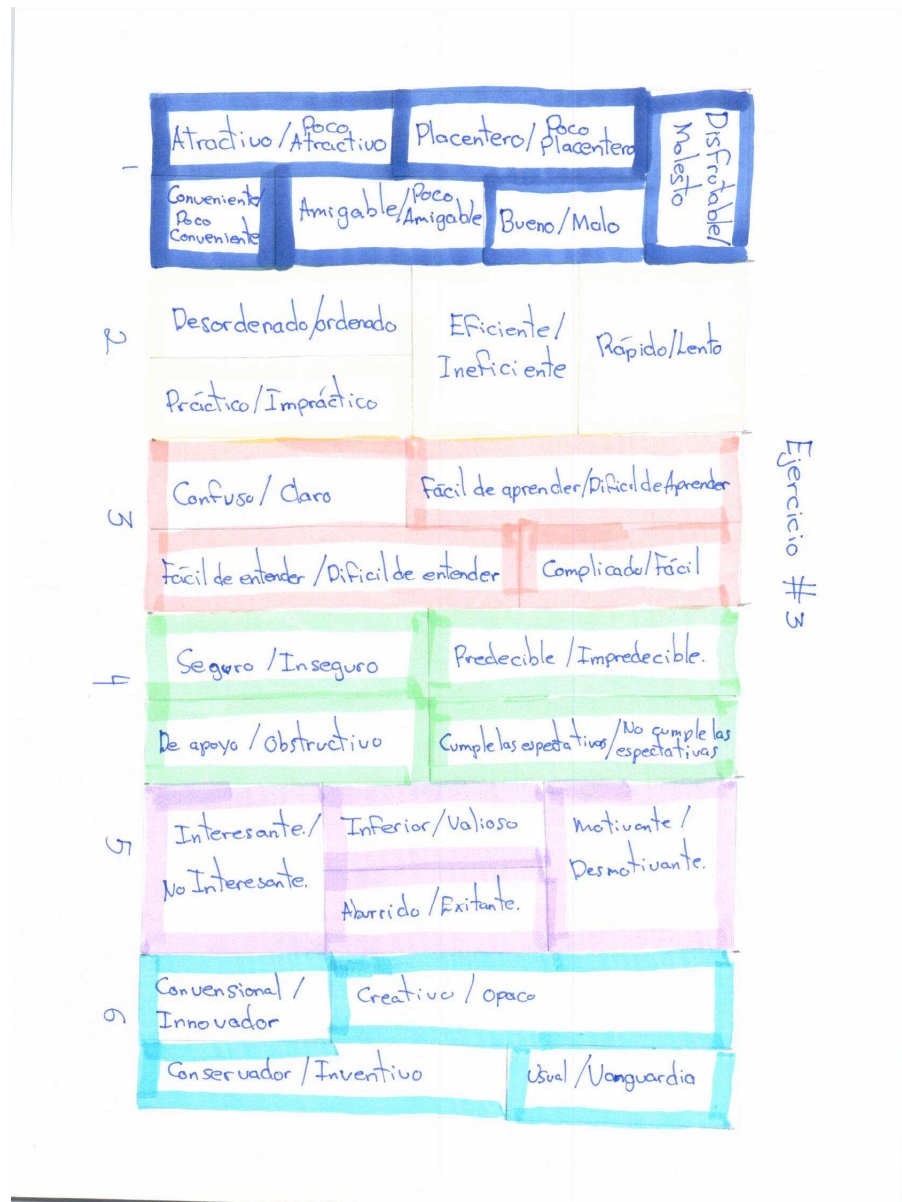 Ejercicio #3
1
Atractivo / Poco
Atractivo
Placentero / Poco
Placentero
Disfrutable/
Molesto
Conveniente/
Poco
Conveniente
Amigable/Poco
Amigable
Bueno/Malo
2
Desordenado/ordenado
Práctico/Impráctico
Eficiente/
Ineficiente
Rápido/Lento
3
Confuso / Claro
Fácil de aprender/Dificil de Aprender
Fácil de entender / Dificil de entender
Complicado/Fácil
4
Seguro / Inseguro
Predecible / Impredecible.
De apoyo / Obstructivo
Cumple las espectativas/No cumple las
espectativas
5
Interesante./
No Interesante.
Inferior/Valioso
Aburrido /Exitante.
Motivante /
Desmotivante.
6
Convensional /
Innovador
Creativo / Opaco
Conservador / Inventivo
Usual /Vanguardia